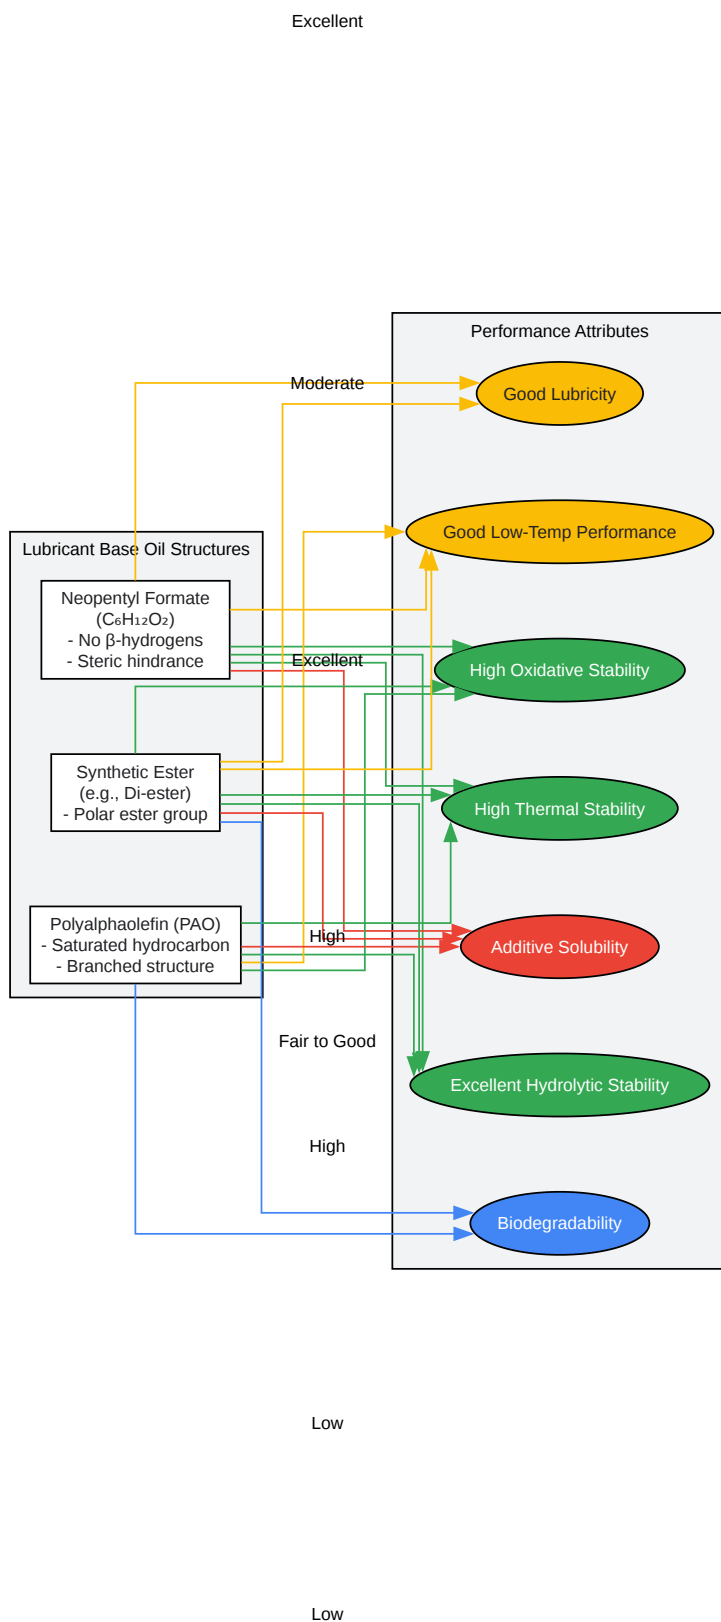 Excellent
Performance Attributes
Moderate
Good Lubricity
Good Low-Temp Performance
Lubricant Base Oil Structures
Neopentyl Formate
(C₆H₁₂O₂)
- No β-hydrogens
- Steric hindrance
Excellent
High Oxidative Stability
Synthetic Ester
(e.g., Di-ester)
- Polar ester group
High Thermal Stability
Polyalphaolefin (PAO)
- Saturated hydrocarbon
- Branched structure
High
Additive Solubility
Fair to Good
Excellent Hydrolytic Stability
High
Biodegradability
Low
Low